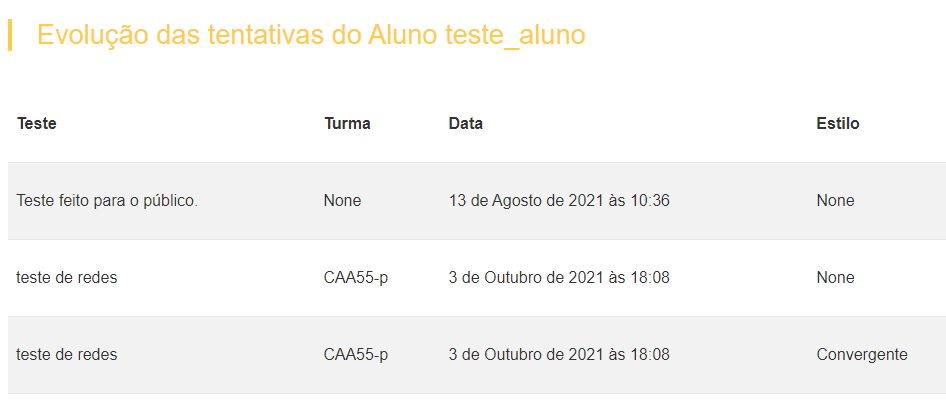 Evolução das tentativas do Aluno teste_aluno
Teste Turma Data Estilo
Teste feito para o público. None 13 de Agosto de 2021 às 10:36 None
teste de redes CAA55-p 3 de Outubro de 2021 às 18:08 None
teste de redes CAA55-p 3 de Outubro de 2021 às 18:08 Convergente